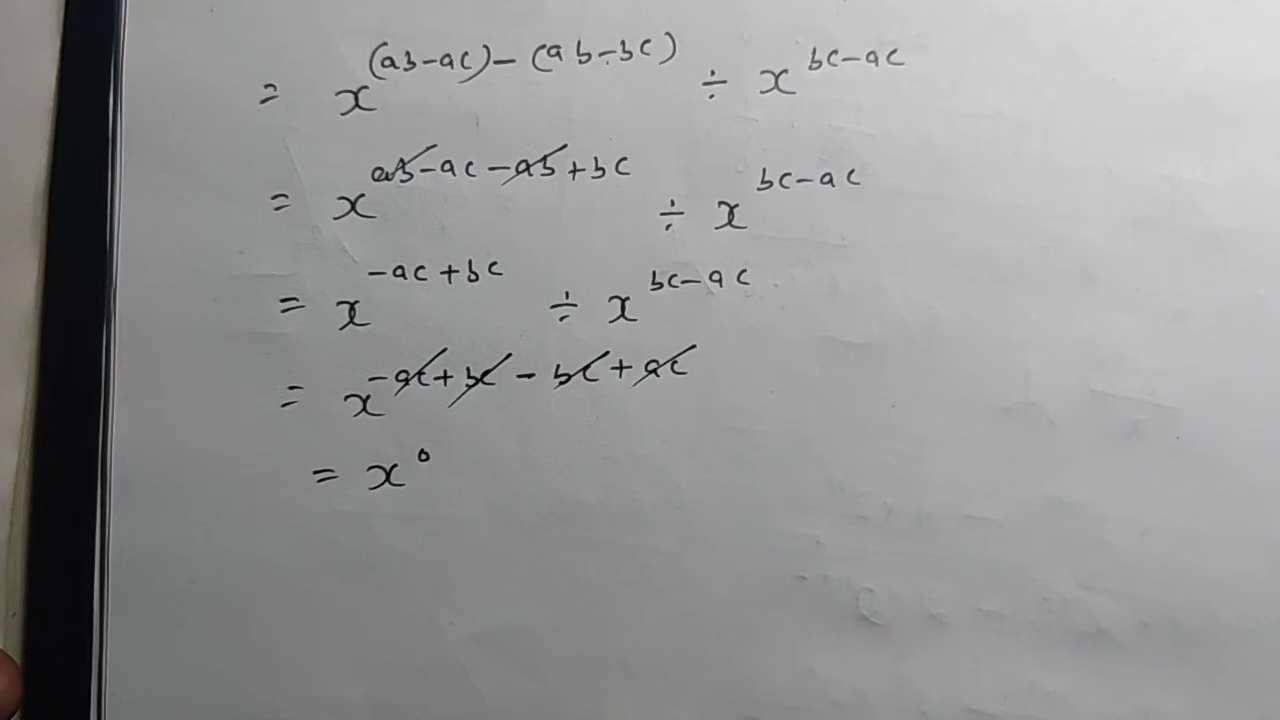 = x^{(ab-ac)-(ab-bc)} ÷ x^{bc-ac}
= x^{ab-ac-ab+bc} ÷ x^{bc-ac}
= x^{-ac+bc} ÷ x^{bc-ac}
= x^{-ac+bc-bc+ac}
= x^0